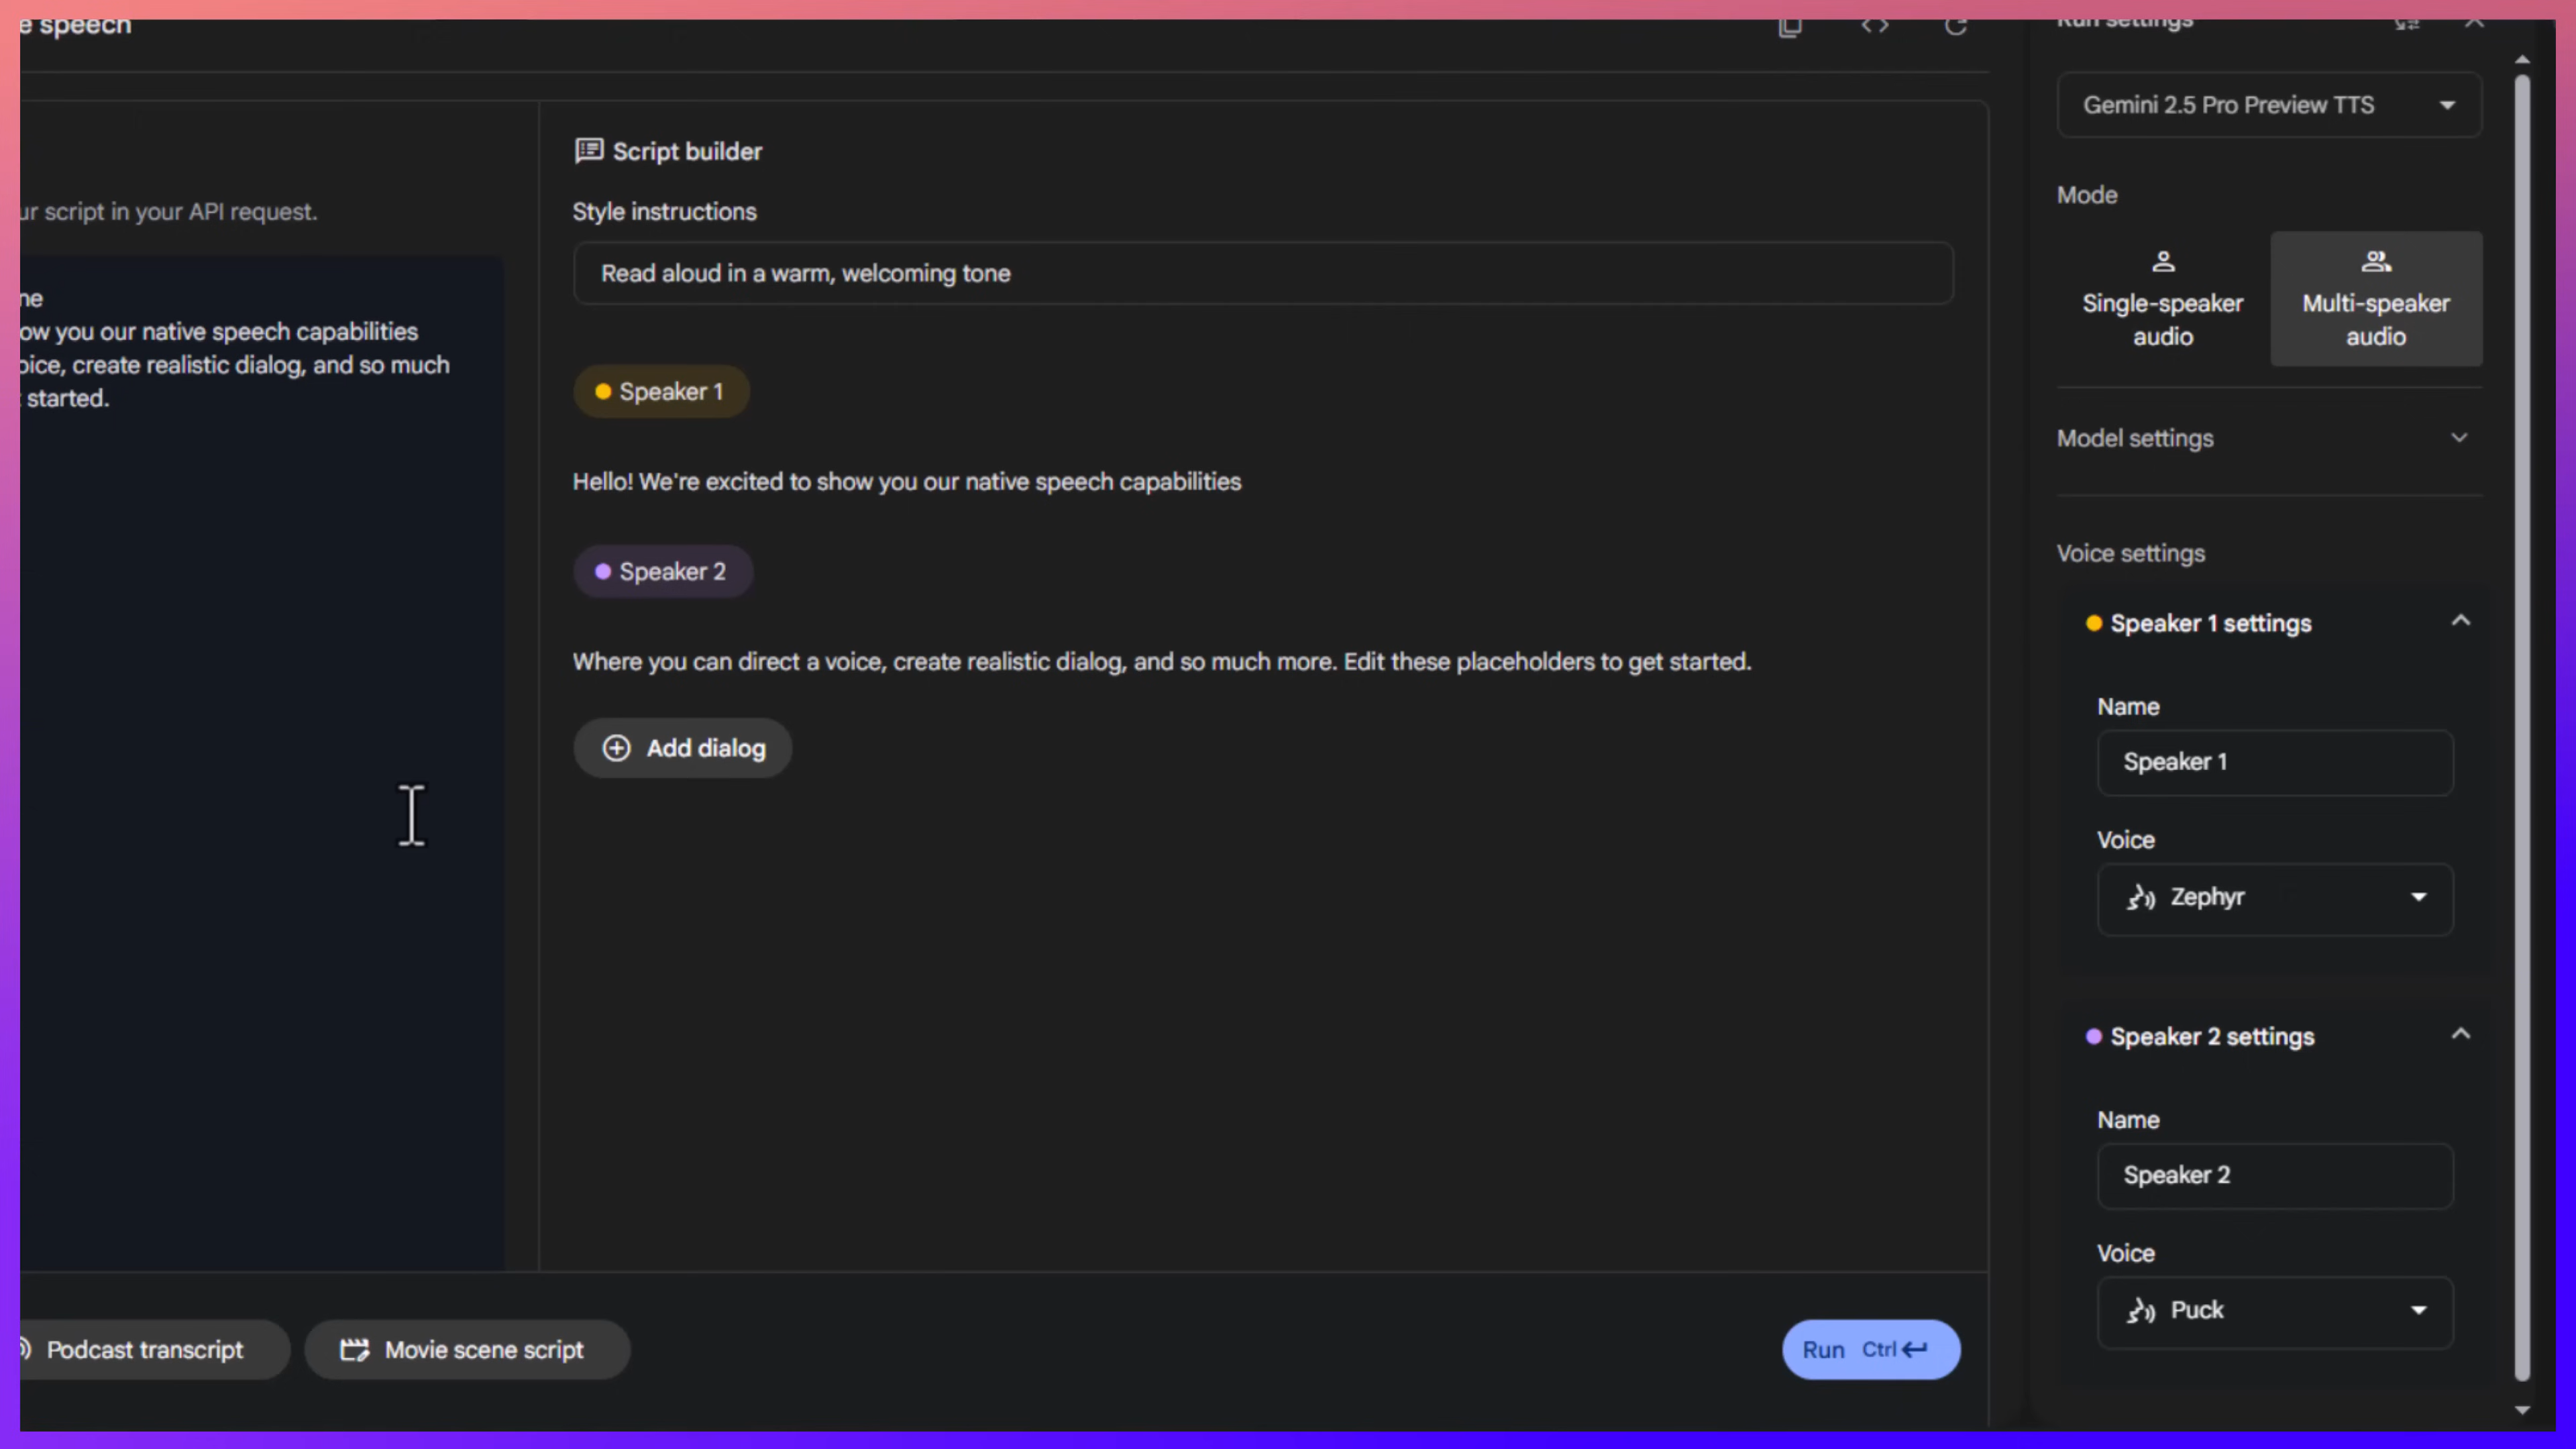 e speech
Run settings
Gemini 2.5 Pro Preview TTS
Mode
Single-speaker
audio
Multi-speaker
audio
Model settings
Voice settings
Speaker 1 settings
Name
Speaker 1
Voice
Zephyr
Speaker 2 settings
Name
Speaker 2
Voice
Puck
ur script in your API request.
ne
ow you our native speech capabilities
oice, create realistic dialog, and so much
t started.
Script builder
Style instructions
Read aloud in a warm, welcoming tone
Speaker 1
Hello! We're excited to show you our native speech capabilities
Speaker 2
Where you can direct a voice, create realistic dialog, and so much more. Edit these placeholders to get started.
Add dialog
Podcast transcript
Movie scene script
Run Ctrl